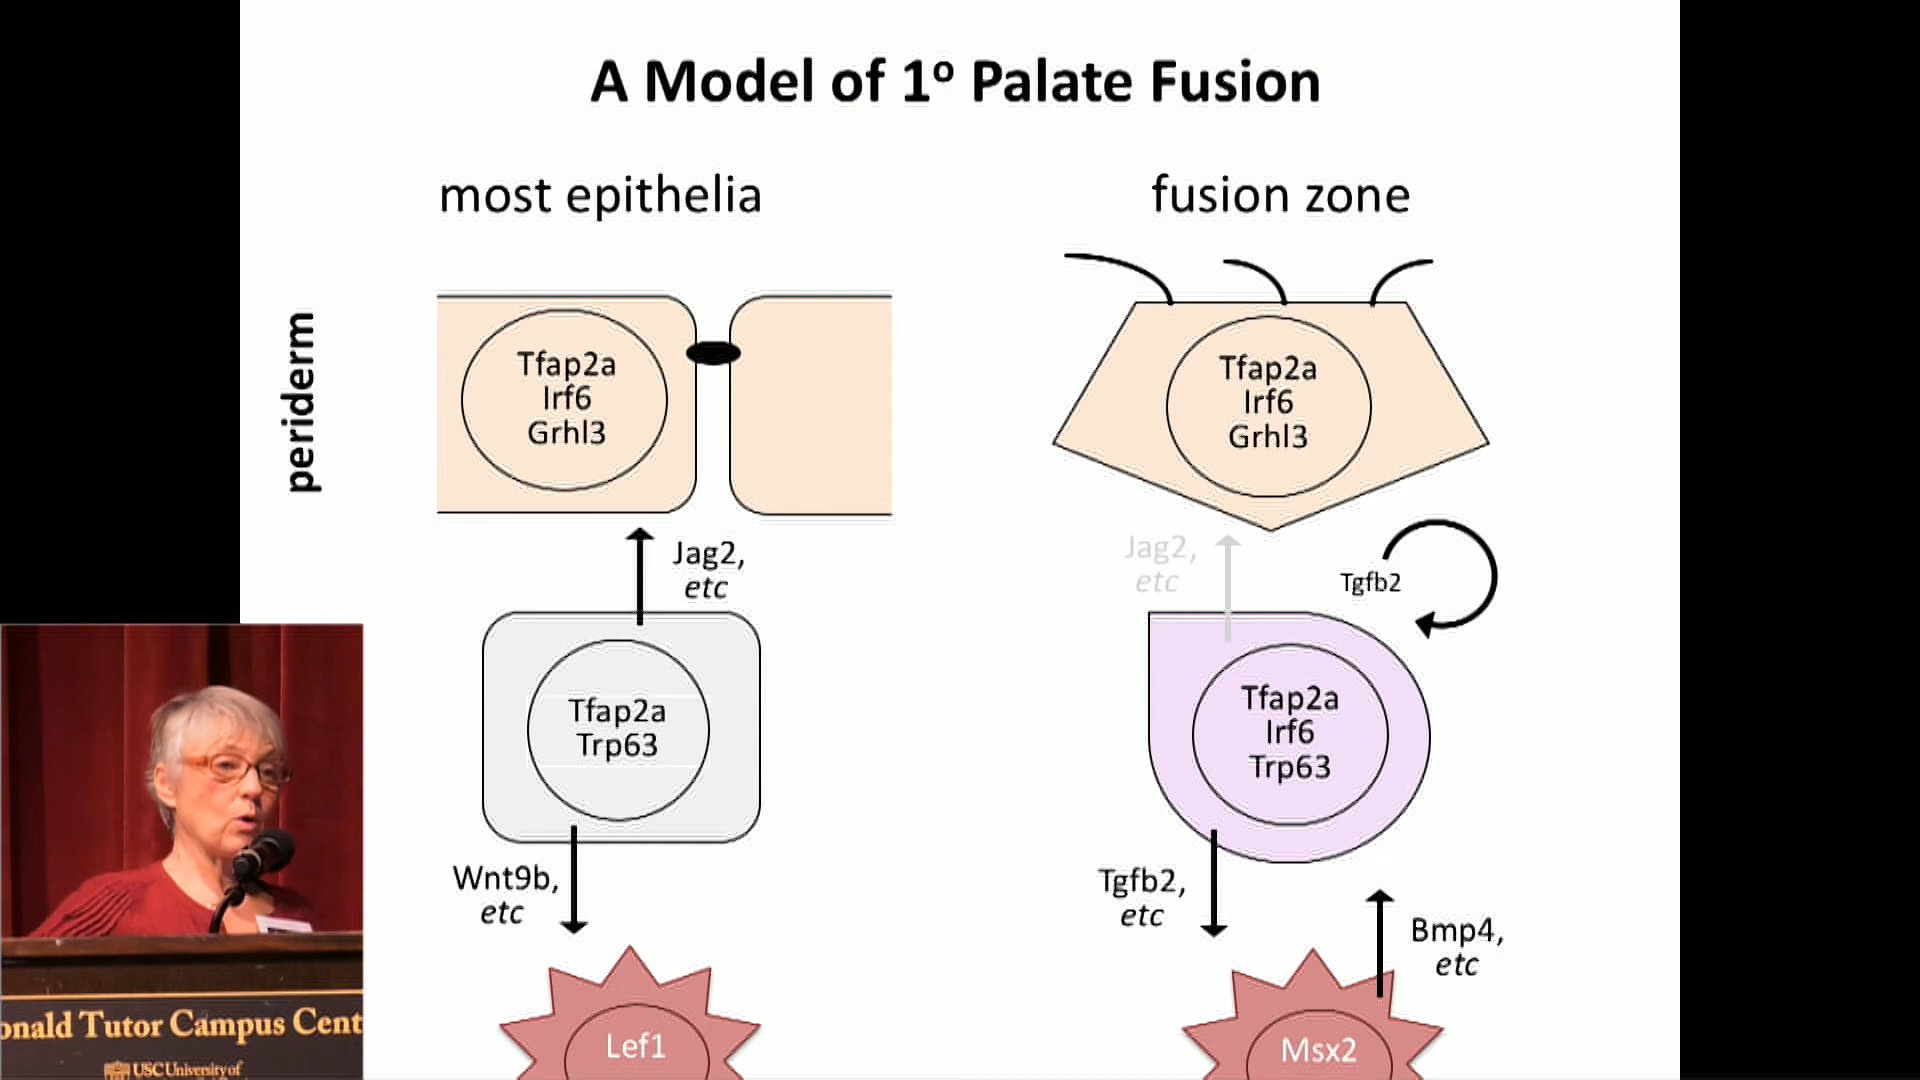 A Model of 1º Palate Fusion
most epithelia
fusion zone
periderm
Tfap2a
Irf6
Grhl3
Tfap2a
Irf6
Grhl3
Jag2,
etc
Jag2,
etc
Tgfb2
Tfap2a
Trp63
Tfap2a
Irf6
Trp63
Wnt9b,
etc
Tgfb2,
etc
Bmp4,
etc
Lef1
Msx2
onald Tutor Campus Cent
USC University of